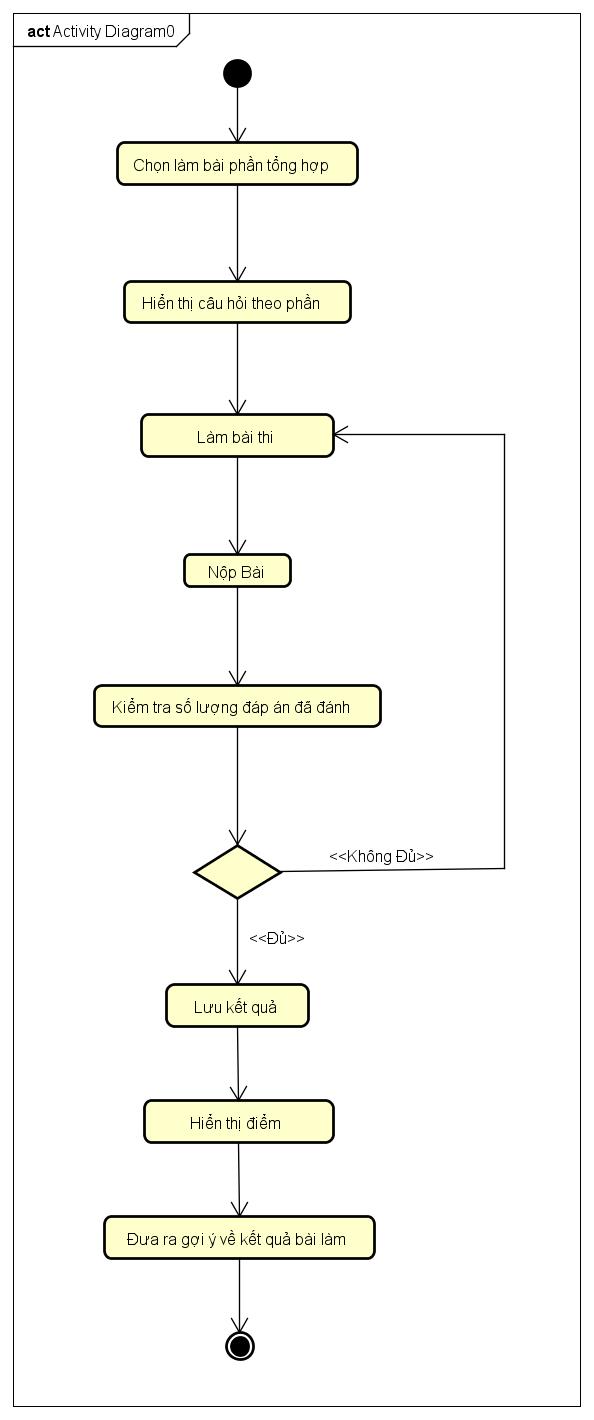 act Activity Diagram0
Chọn làm bài phần tổng hợp
Hiển thị câu hỏi theo phần
Làm bài thi
Nộp Bài
Kiểm tra số lượng đáp án đã đánh
<<Không Đủ>>
<<Đủ>>
Lưu kết quả
Hiển thị điểm
Đưa ra gợi ý về kết quả bài làm